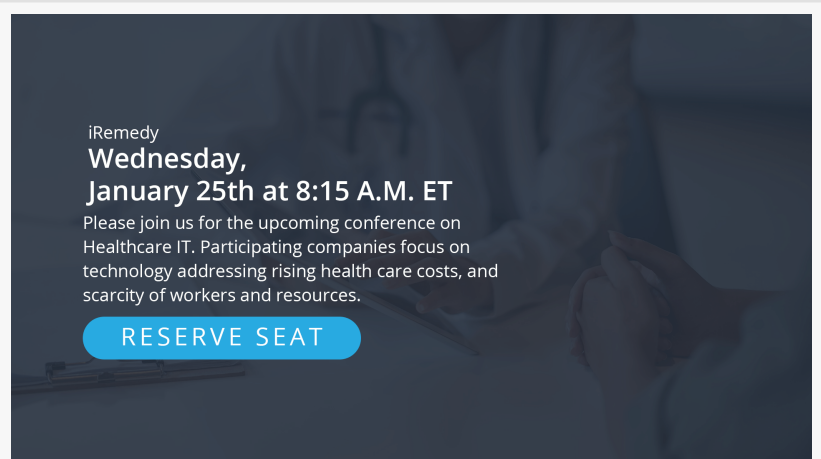 iRemedy
Wednesday,
January 25th at 8:15 A.M. ET
Please join us for the upcoming conference on
Healthcare IT. Participating companies focus on
technology addressing rising health care costs, and
scarcity of workers and resources.
RESERVE SEAT